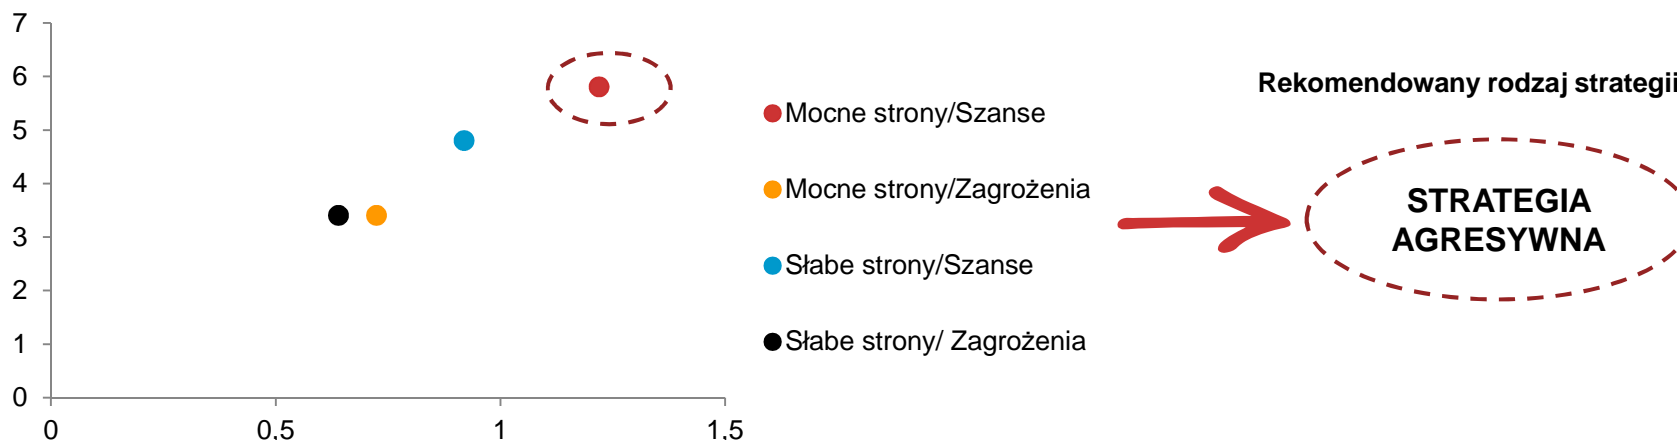 7
6
5
4
3
2
1
0
0
0,5
1
1,5
Mocne strony/Szanse
Mocne strony/Zagrożenia
Słabe strony/Szanse
Słabe strony/ Zagrożenia
Rekomendowany rodzaj strategii
STRATEGIA
AGRESYWNA